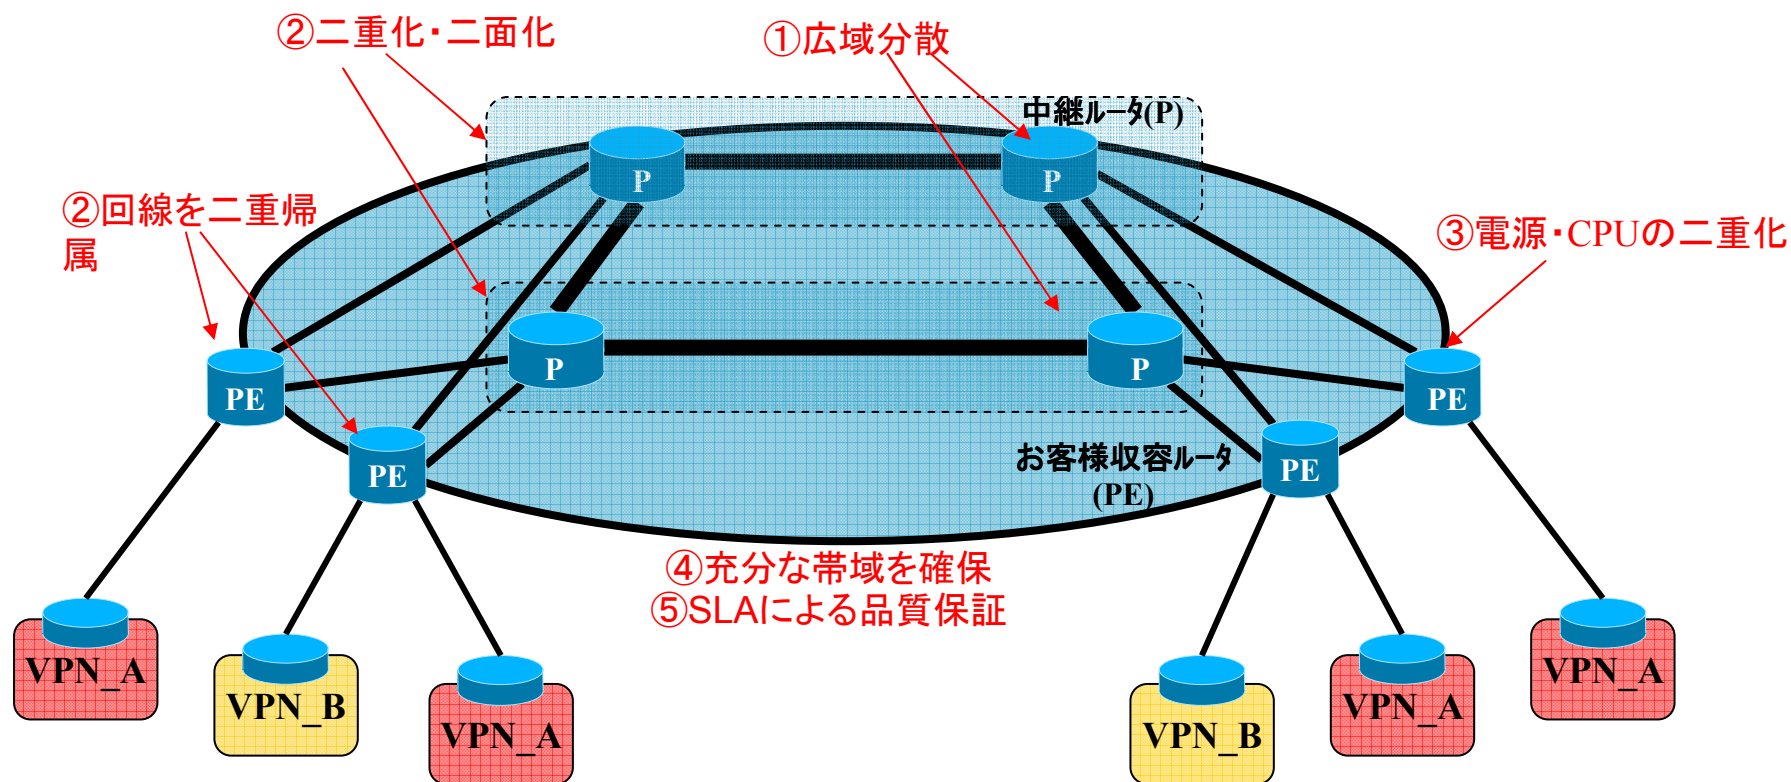 ②二重化・二面化
①広域分散
中継ルータ(P)
P
P
②回線を二重帰
属
③電源・CPUの二重化
P
P
PE
PE
PE
PE
お客様収容ルータ
(PE)
④充分な帯域を確保
⑤SLAによる品質保証
VPN_A
VPN_B
VPN_A
VPN_B
VPN_A
VPN_A